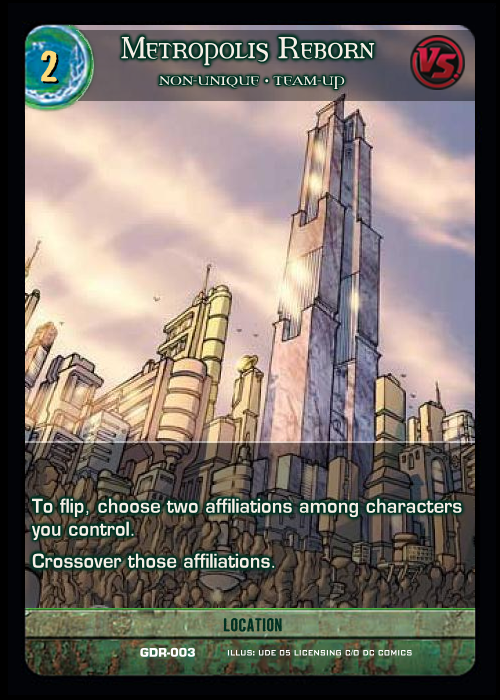 2
Metropolis Reborn
VS
NON-UNIQUE • TEAM-UP
To flip, choose two affiliations among characters
you control.
Crossover those affiliations.
LOCATION
GDR-003 ILLUS: UDE 05 LICENSING C/O DC COMICS